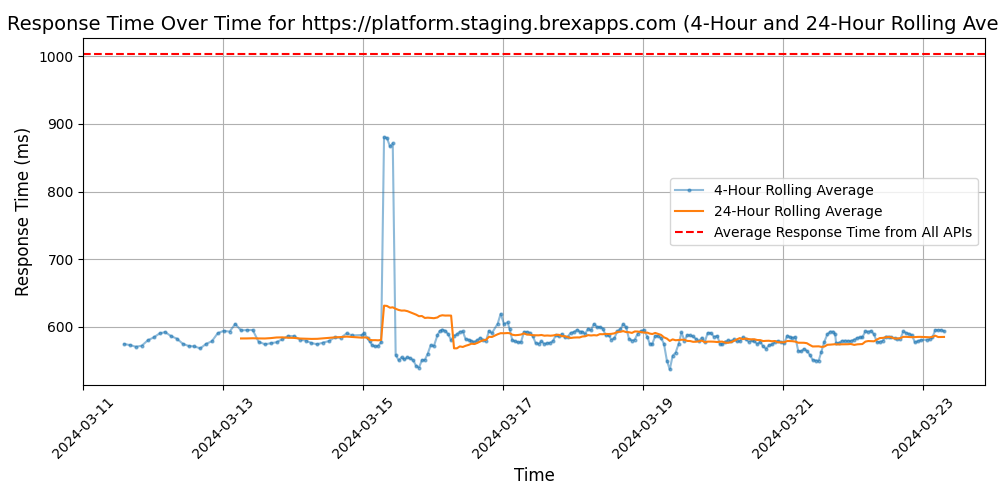 Response Time Over Time for https://platform.staging.brexapps.com (4-Hour and 24-Hour Rolling Ave
Response Time (ms)
1000
900
800
700
600
4-Hour Rolling Average
24-Hour Rolling Average
Average Response Time from All APIs
2024-03-11
2024-03-13
2024-03-15
2024-03-17
2024-03-19
2024-03-21
2024-03-23
Time